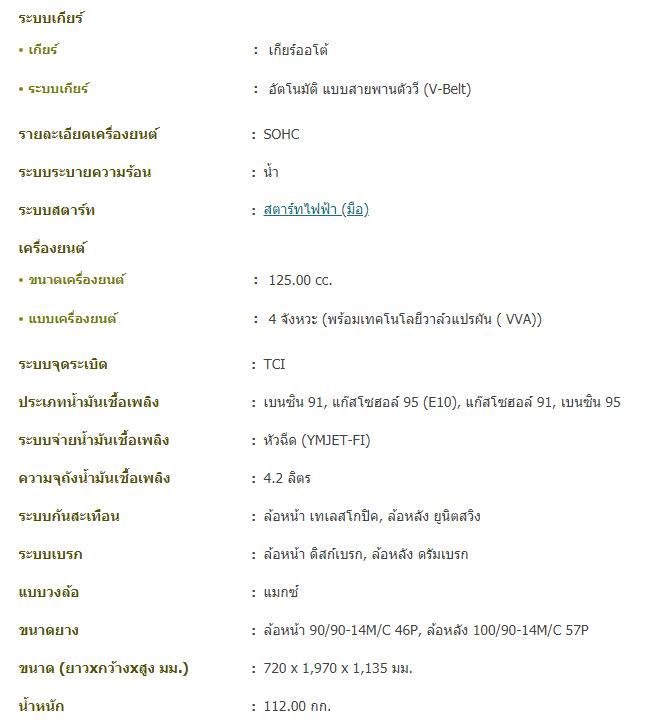 ระบบเกียร์
• เกียร์ : เกียร์ออโต้
• ระบบเกียร์ : อัตโนมัติ แบบสายพานตัววี (V-Belt)
รายละเอียดเครื่องยนต์ : SOHC
ระบบระบายความร้อน : น้ำ
ระบบสตาร์ท : สตาร์ทไฟฟ้า (มือ)
เครื่องยนต์
• ขนาดเครื่องยนต์ : 125.00 cc.
• แบบเครื่องยนต์ : 4 จังหวะ (พร้อมเทคโนโลยีวาล์วแปรผัน ( VVA))
ระบบจุดระเบิด : TCI
ประเภทน้ำมันเชื้อเพลิง : เบนซิน 91, แก๊สโซฮอล์ 95 (E10), แก๊สโซฮอล์ 91, เบนซิน 95
ระบบจ่ายน้ำมันเชื้อเพลิง : หัวฉีด (YMJET-FI)
ความจุถังน้ำมันเชื้อเพลิง : 4.2 ลิตร
ระบบกันสะเทือน : ล้อหน้า เทเลสโกปิค, ล้อหลัง ยูนิตสวิง
ระบบเบรก : ล้อหน้า ดิสก์เบรก, ล้อหลัง ดรัมเบรก
แบบวงล้อ : แมกซ์
ขนาดยาง : ล้อหน้า 90/90-14M/C 46P, ล้อหลัง 100/90-14M/C 57P
ขนาด (ยาวxกว้างxสูง มม.) : 720 x 1,970 x 1,135 มม.
น้ำหนัก : 112.00 กก.